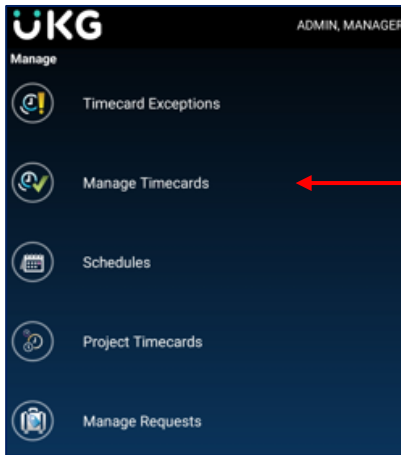 UKG
ADMIN, MANAGER
Manage
Timecard Exceptions
Manage Timecards
Schedules
Project Timecards
Manage Requests